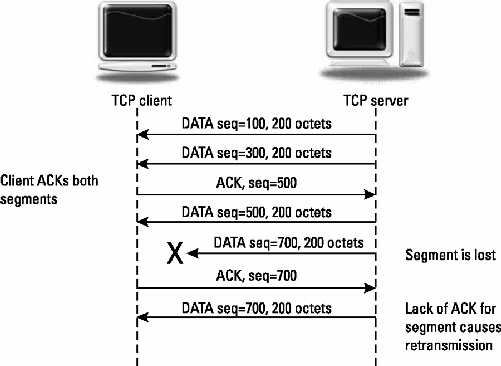 TCP client
TCP server
DATA seq=100, 200 octets
DATA seq=300, 200 octets
Client ACKs both
segments
ACK, seq=500
DATA seq=500, 200 octets
X
DATA seq=700, 200 octets
Segment is lost
ACK, seq=700
DATA seq=700, 200 octets
Lack of ACK for
segment causes
retransmission